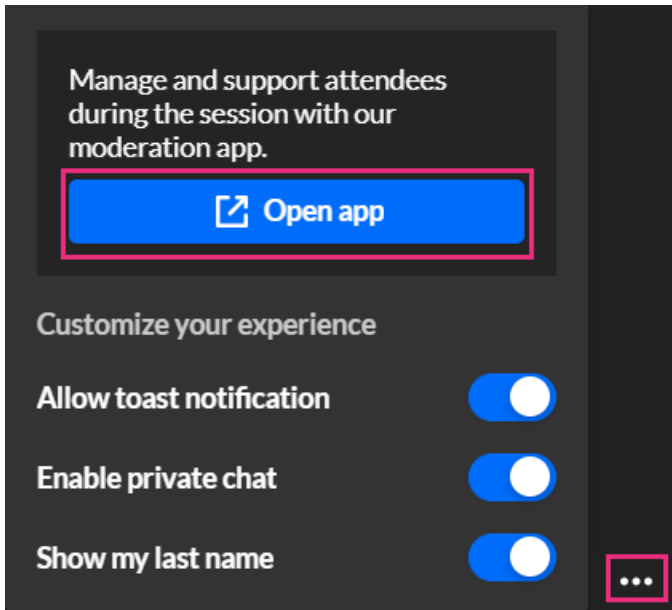 Manage and support attendees
during the session with our
moderation app.
Open app
Customize your experience
Allow toast notification
Enable private chat
Show my last name